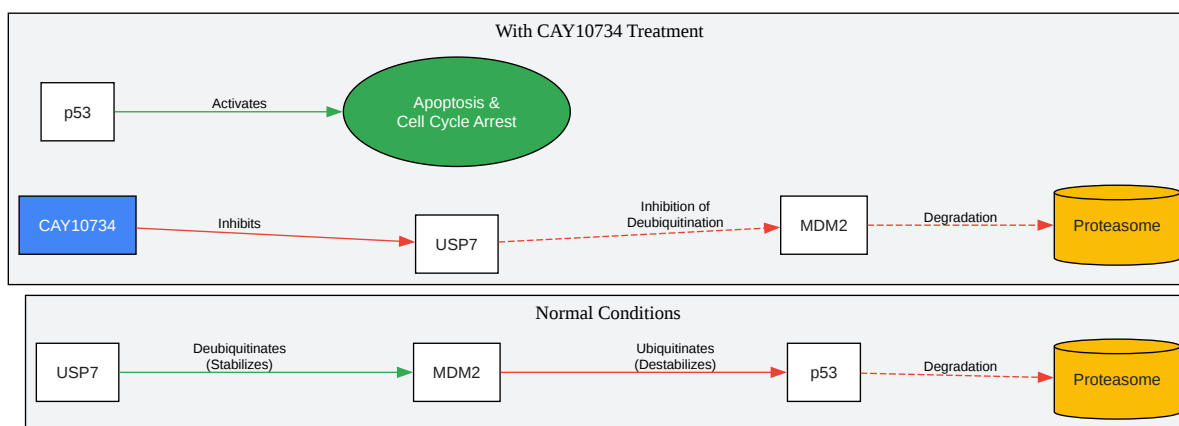 With CAY10734 Treatment
p53
Activates
Apoptosis &
Cell Cycle Arrest
CAY10734
Inhibits
USP7
Inhibition of
Deubiquitination
MDM2
Degradation
Proteasome
Normal Conditions
USP7
Deubiquitinates
(Stabilizes)
MDM2
Ubiquitinates
(Destabilizes)
p53
Degradation
Proteasome